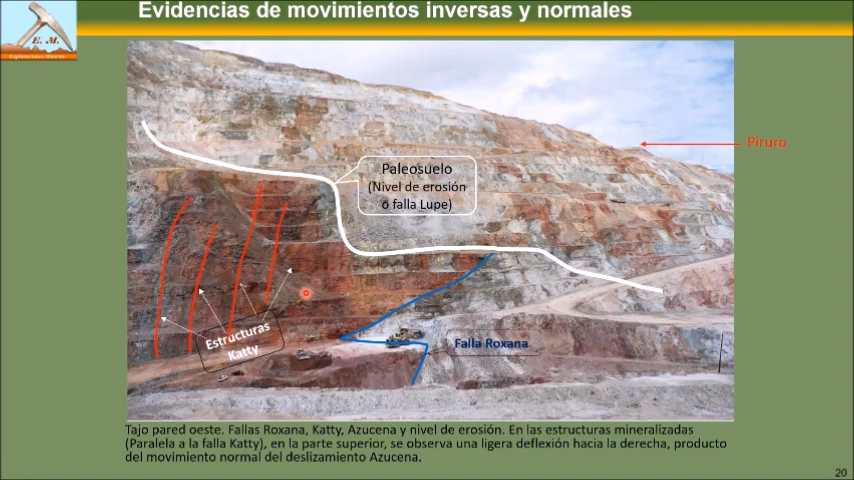 Evidencias de movimientos inversas y normales
E. M.
Exploraciones Mineras
Piruro
Paleosuelo
(Nivel de erosión
ó falla Lupe)
Estructuras
Katty
Falla Roxana
Tajo pared oeste. Fallas Roxana, Katty, Azucena y nivel de erosión. En las estructuras mineralizadas
(Paralela a la falla Katty), en la parte superior, se observa una ligera deflexión hacia la derecha, producto
del movimiento normal del deslizamiento Azucena.
20